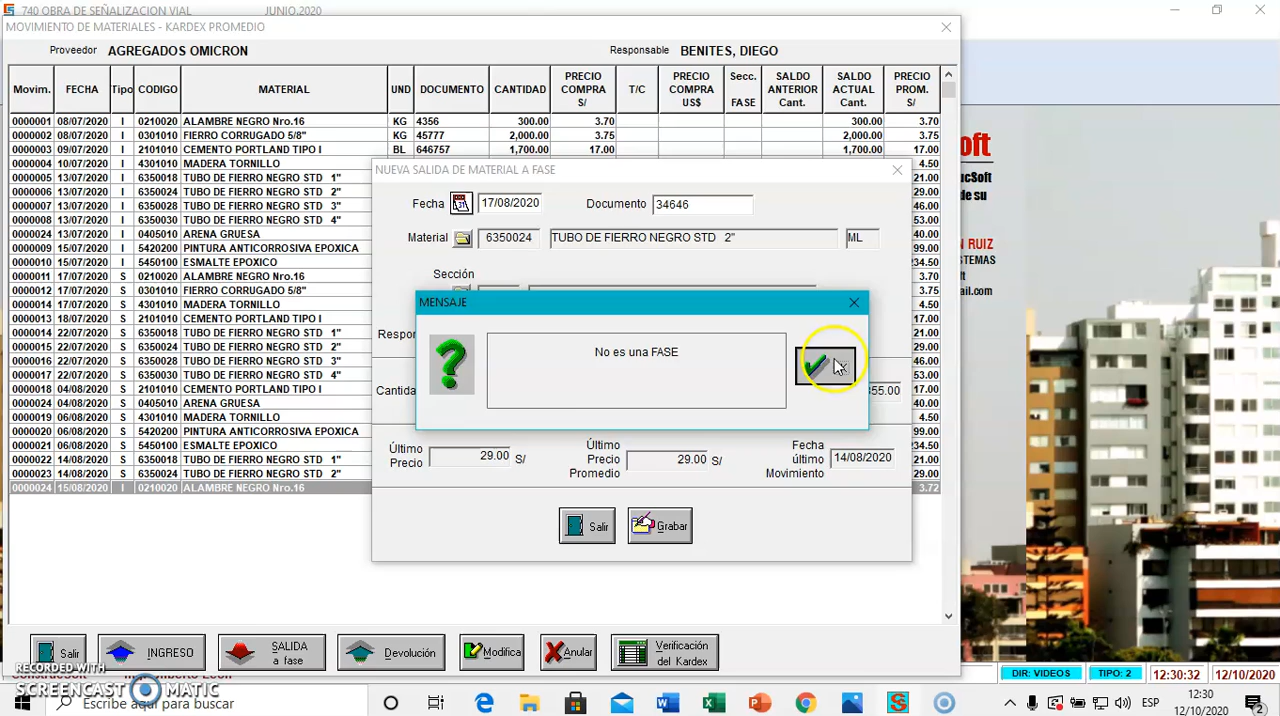 740 OBRA DE SEÑALIZACION VIAL JUNIO.2020
MOVIMIENTO DE MATERIALES - KARDEX PROMEDIO
Proveedor AGREGADOS OMICRON Responsable BENITES, DIEGO
Movim. FECHA Tipo CODIGO MATERIAL UND DOCUMENTO CANTIDAD PRECIO COMPRA S/ T/C PRECIO COMPRA US$ Secc. FASE SALDO ANTERIOR Cant. SALDO ACTUAL Cant. PRECIO PROM. S/
0000001 08/07/2020 I 0210020 ALAMBRE NEGRO Nro.16 KG 4356 300.00 3.70 300.00 3.70
0000002 08/07/2020 I 0301010 FIERRO CORRUGADO 5/8" KG 45777 2,000.00 3.75 2,000.00 3.75
0000003 09/07/2020 I 2101010 CEMENTO PORTLAND TIPO I BL 646757 1,700.00 17.00 1,700.00 17.00
0000004 10/07/2020 I 4301010 MADERA TORNILLO 4.50
0000005 13/07/2020 I 6350018 TUBO DE FIERRO NEGRO STD 1" 21.00
0000006 13/07/2020 I 6350024 TUBO DE FIERRO NEGRO STD 2" 29.00
0000007 13/07/2020 I 6350028 TUBO DE FIERRO NEGRO STD 3" 46.00
0000008 13/07/2020 I 6350030 TUBO DE FIERRO NEGRO STD 4" 53.00
0000024 13/07/2020 I 0405010 ARENA GRUESA 40.00
0000009 15/07/2020 I 5420200 PINTURA ANTICORROSIVA EPOXICA 99.00
0000010 15/07/2020 I 5450100 ESMALTE EPOXICO 234.50
0000011 17/07/2020 S 0210020 ALAMBRE NEGRO Nro.16 3.70
0000012 17/07/2020 S 0301010 FIERRO CORRUGADO 5/8" 3.75
0000014 17/07/2020 S 4301010 MADERA TORNILLO 4.50
0000013 18/07/2020 S 2101010 CEMENTO PORTLAND TIPO I 17.00
0000014 22/07/2020 S 6350018 TUBO DE FIERRO NEGRO STD 1" 21.00
0000015 22/07/2020 S 6350024 TUBO DE FIERRO NEGRO STD 2" 29.00
0000016 22/07/2020 S 6350028 TUBO DE FIERRO NEGRO STD 3" 46.00
0000017 22/07/2020 S 6350030 TUBO DE FIERRO NEGRO STD 4" 53.00
0000018 04/08/2020 S 2101010 CEMENTO PORTLAND TIPO I 17.00
0000024 04/08/2020 S 0405010 ARENA GRUESA 40.00
0000019 06/08/2020 S 4301010 MADERA TORNILLO 4.50
0000020 06/08/2020 S 5420200 PINTURA ANTICORROSIVA EPOXICA 99.00
0000021 06/08/2020 S 5450100 ESMALTE EPOXICO 234.50
0000022 14/08/2020 S 6350018 TUBO DE FIERRO NEGRO STD 1" 21.00
0000023 14/08/2020 S 6350024 TUBO DE FIERRO NEGRO STD 2" 29.00
0000024 15/08/2020 I 0210020 ALAMBRE NEGRO Nro.16 3.72
NUEVA SALIDA DE MATERIAL A FASE
Fecha 17/08/2020 Documento 34646
Material 6350024 TUBO DE FIERRO NEGRO STD 2" ML
Sección
MENSAJE
Respon
No es una FASE
Cantida 355.00
Último Precio 29.00 S/
Último Precio Promedio 29.00 S/
Fecha último Movimiento 14/08/2020
Salir Grabar
Salir INGRESO SALIDA a fase Devolución Modifica Anular Verificación del Kardex
oft
ucSoft
de su
N RUIZ
STEMAS
ft
ail.com
RECORDED WITH
SCREENCAST MATIC
DIR: VIDEOS TIPO: 2 12:30:32 12/10/2020
Escribe aquí para buscar
ESP
12:30
12/10/2020
2